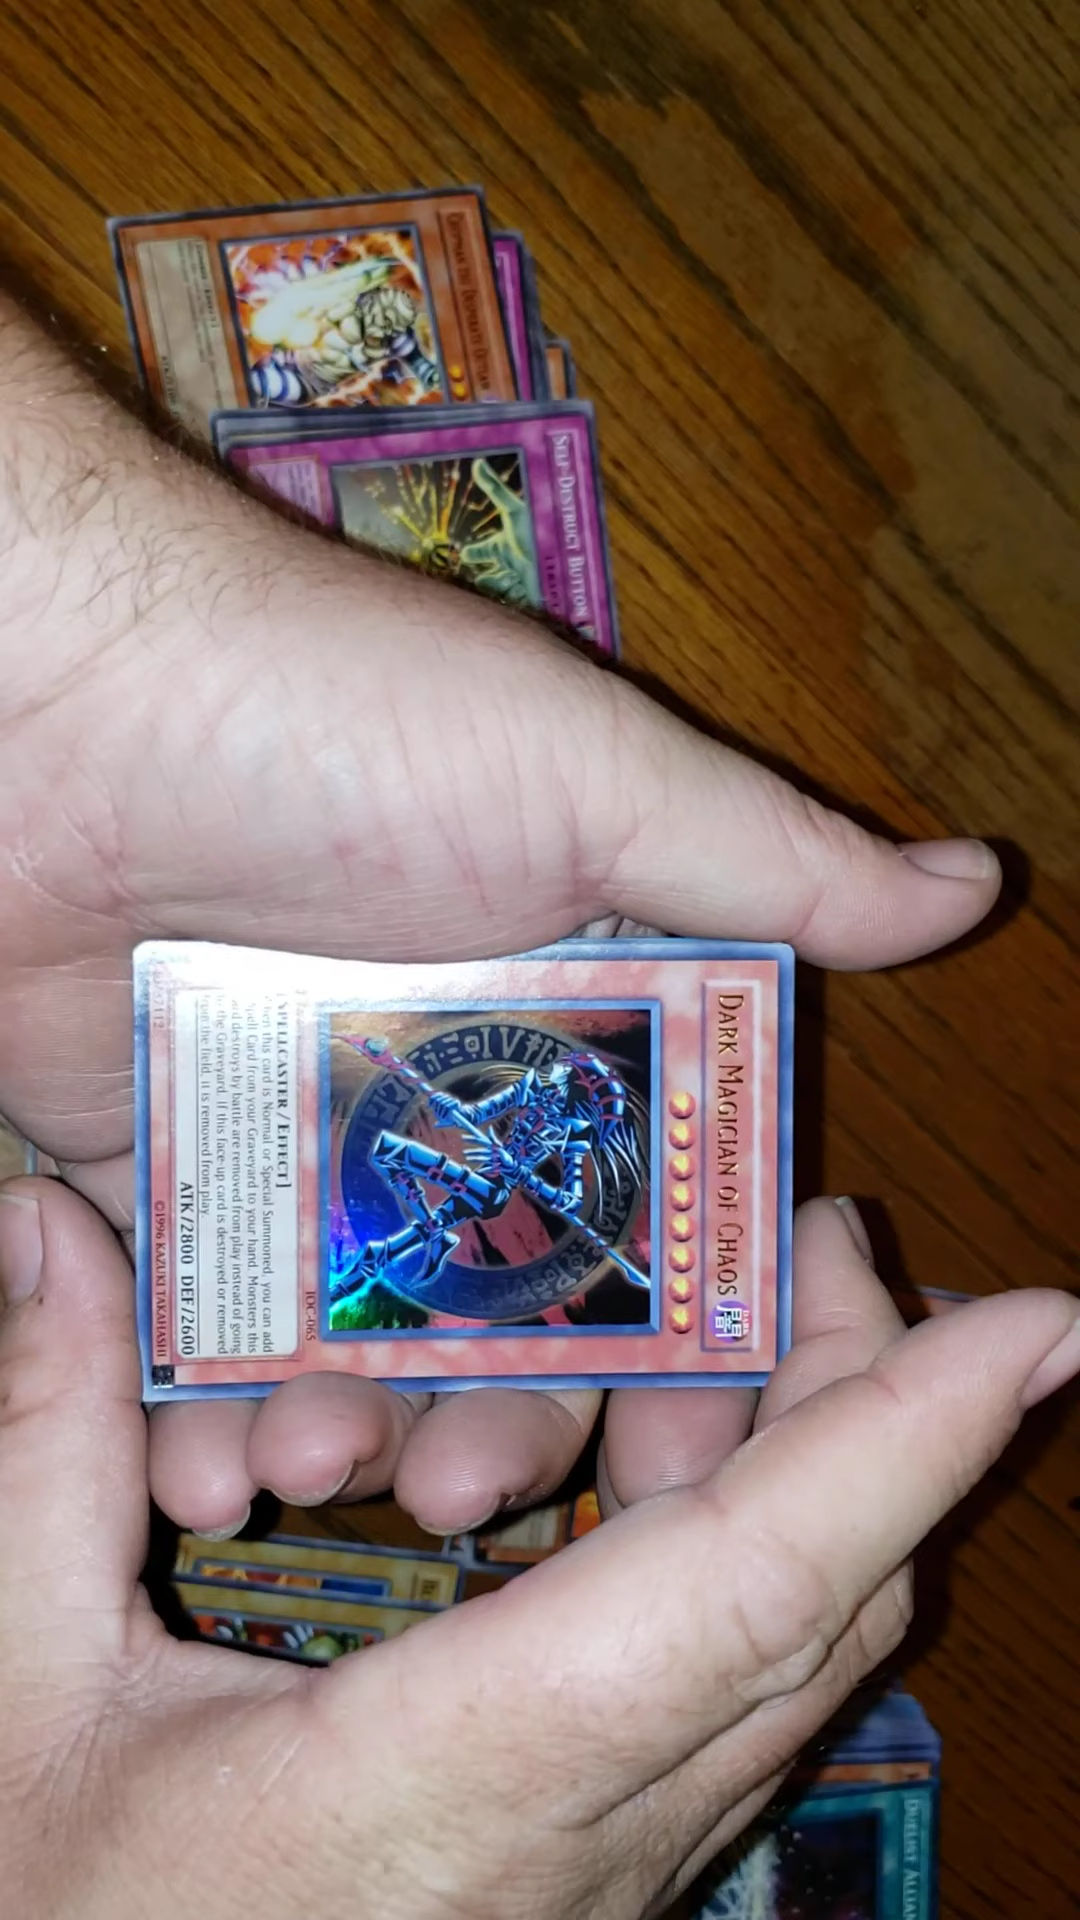 DARK MAGICIAN OF CHAOS
DARK
闇
IOC-065
[SPELLCASTER / EFFECT]
When this card is Normal or Special Summoned, you can add
Spell Card from your Graveyard to your hand. Monsters this
card destroys by battle are removed from play instead of going
to the Graveyard. If this face-up card is destroyed or removed
from the field, it is removed from play.
ATK/2800 DEF/2600
©1996 KAZUKI TAKAHASHI
SELF-DESTRUCT BUTTON
DUELIST ALLIAN